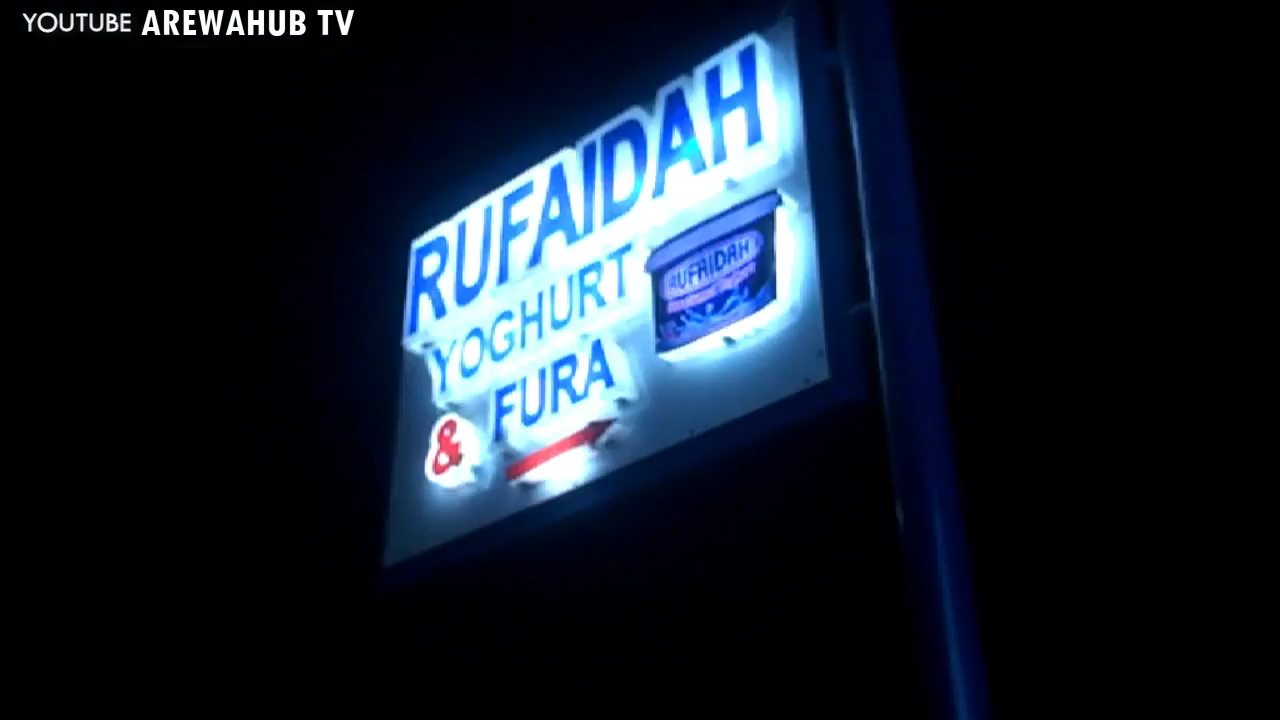 YOUTUBE AREWAHUB TV
RUFAIDAH
YOGHURT
& FURA
RUFAIDAH